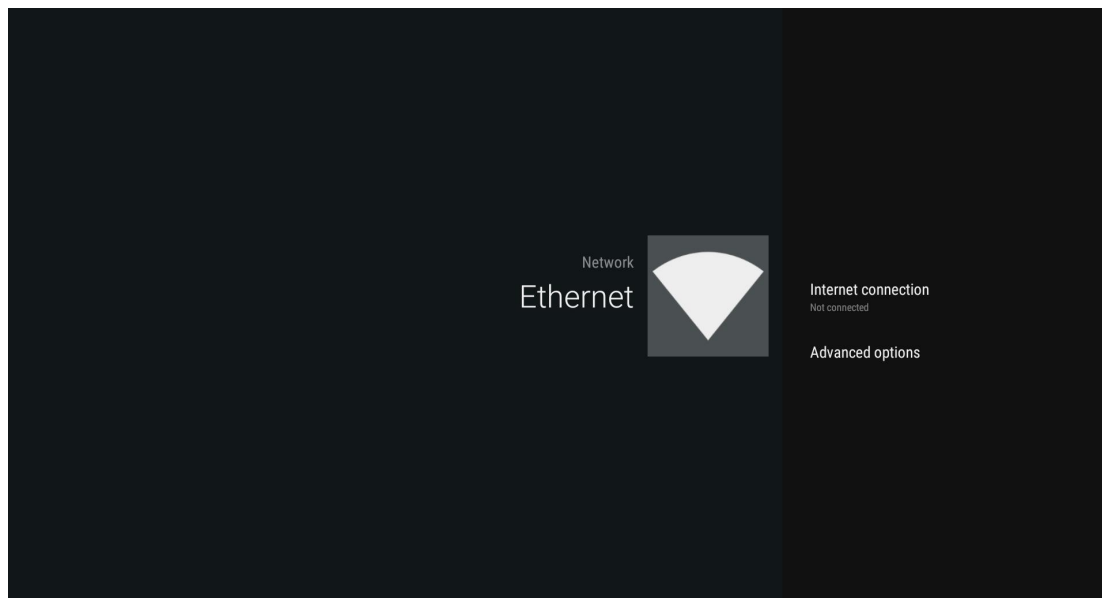 Network
Ethernet
Internet connection
Not connected
Advanced options